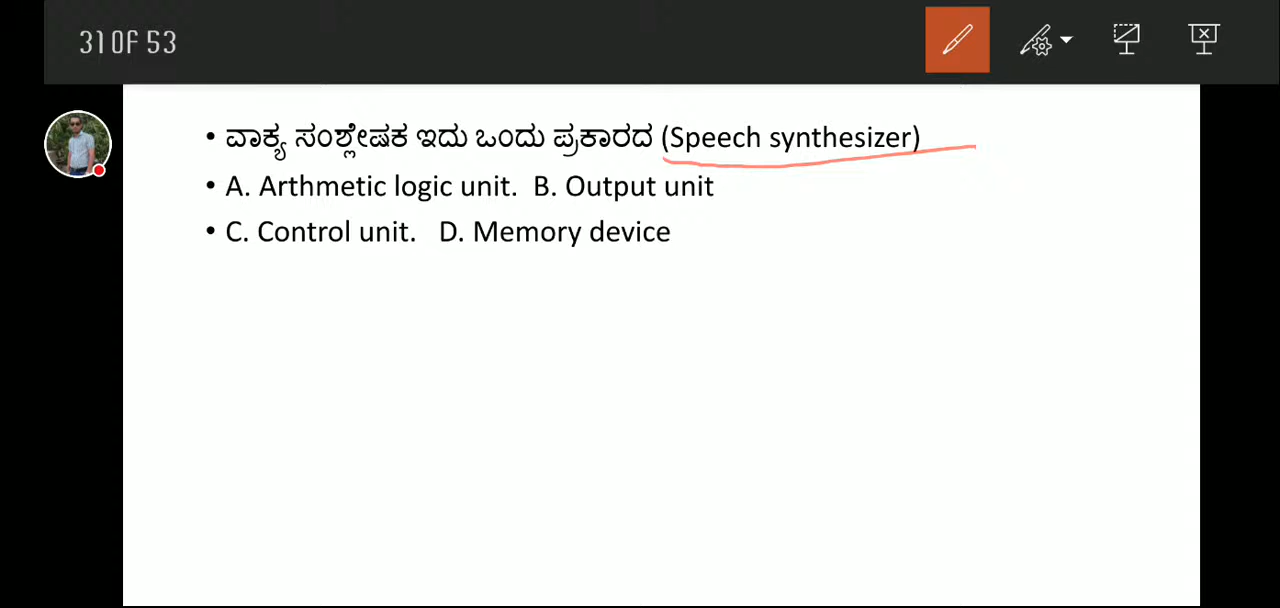 31 OF 53
• ವಾಕ್ಯ ಸಂಶ್ಲೇಷಕ ಇದು ಒಂದು ಪ್ರಕಾರದ (Speech synthesizer)
• A. Arthmetic logic unit. B. Output unit
• C. Control unit. D. Memory device